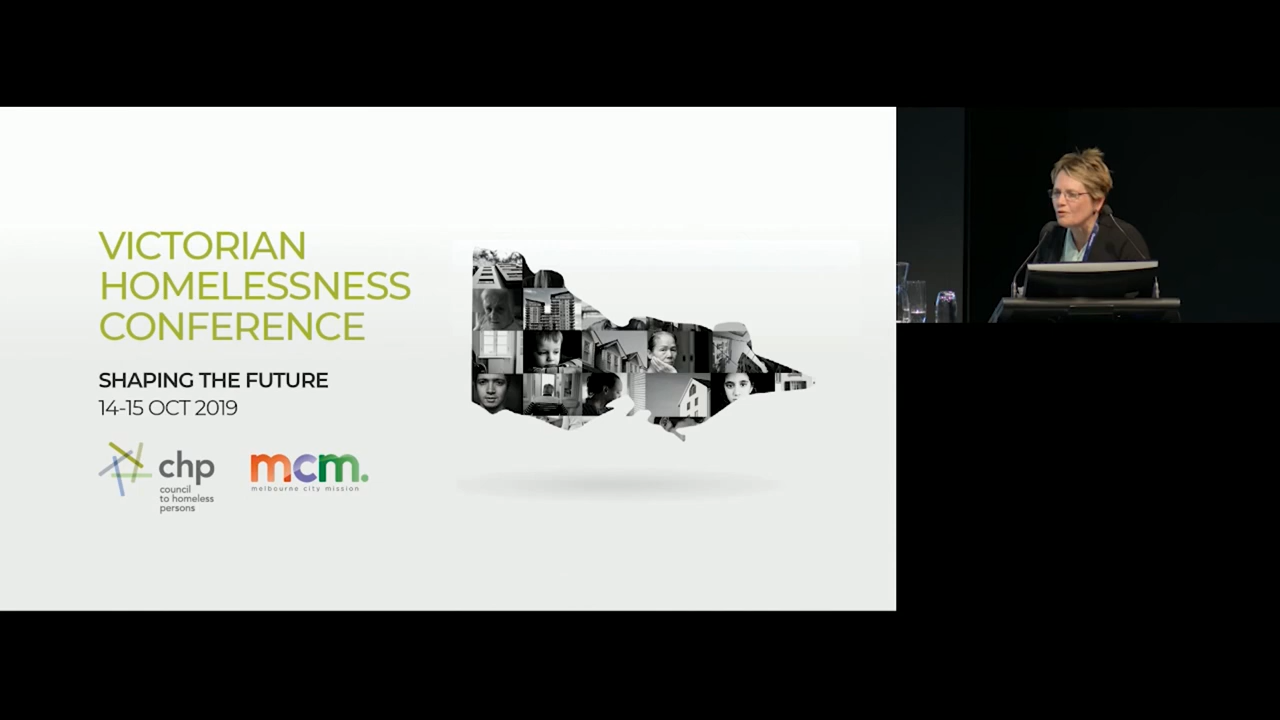 VICTORIAN
HOMELESSNESS
CONFERENCE
SHAPING THE FUTURE
14-15 OCT 2019
chp
council
to homeless
persons
mcm.
melbourne city mission